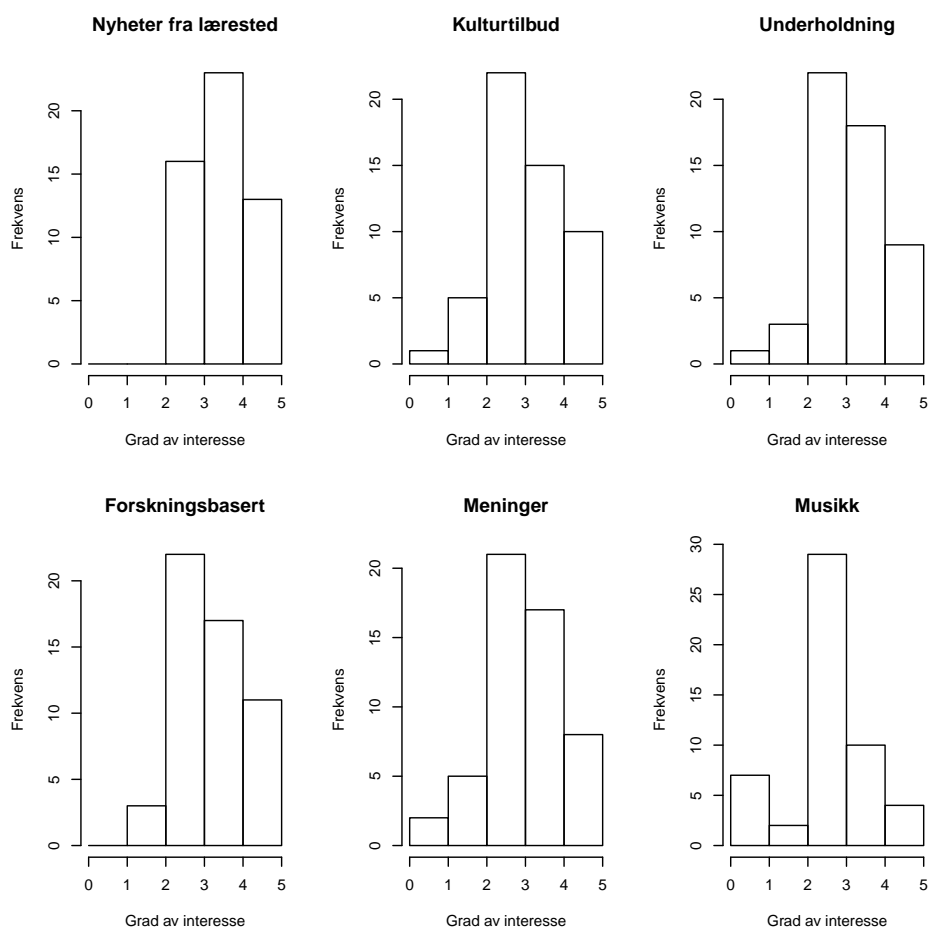 Nyheter fra lærested
Frekvens
0 5 10 15 20
0 1 2 3 4 5
Grad av interesse
Kulturtilbud
Frekvens
0 5 10 15 20
0 1 2 3 4 5
Grad av interesse
Underholdning
Frekvens
0 5 10 15 20
0 1 2 3 4 5
Grad av interesse
Forskningsbasert
Frekvens
0 5 10 15 20
0 1 2 3 4 5
Grad av interesse
Meninger
Frekvens
0 5 10 15 20
0 1 2 3 4 5
Grad av interesse
Musikk
Frekvens
0 5 10 15 20 25 30
0 1 2 3 4 5
Grad av interesse